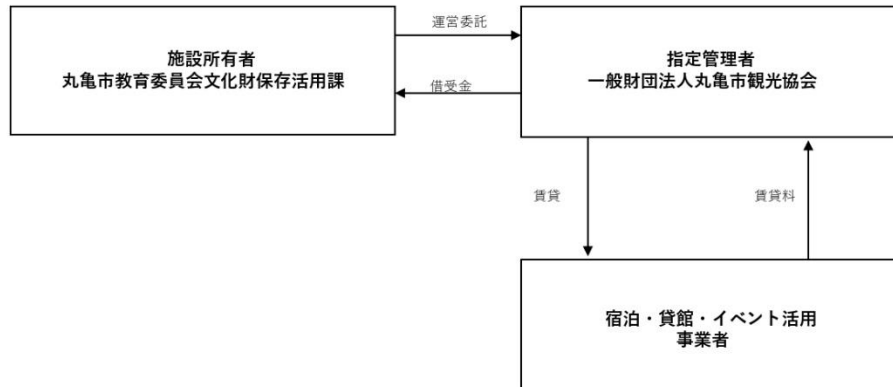 運営委託
施設所有者
丸亀市教育委員会文化財保存活用課
指定管理者
一般財団法人丸亀市観光協会
借受金
賃貸
賃貸料
宿泊・貸館・イベント活用
事業者